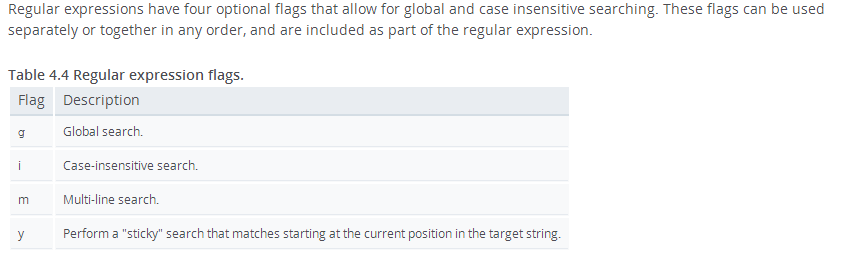 Regular expressions have four optional flags that allow for global and case insensitive searching. These flags can be used
separately or together in any order, and are included as part of the regular expression.
Table 4.4 Regular expression flags.
Flag Description
g Global search.
i Case-insensitive search.
m Multi-line search.
y Perform a "sticky" search that matches starting at the current position in the target string.